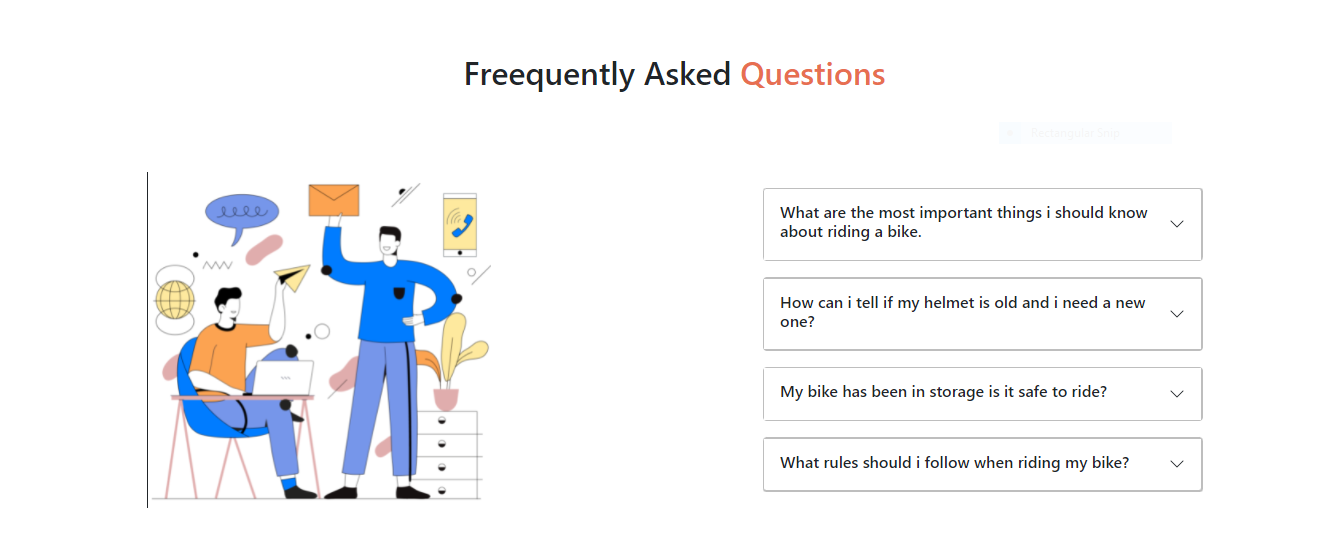 Freequently Asked Questions
Rectangular Snip
What are the most important things i should know
about riding a bike.
How can i tell if my helmet is old and i need a new
one?
My bike has been in storage is it safe to ride?
What rules should i follow when riding my bike?